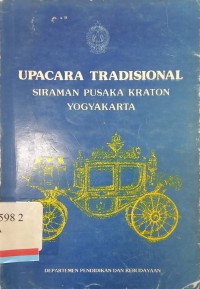 UPACARA TRADISIONAL
SIRAMAN PUSAKA KRATON
YOGYAKARTA
598 2
DEPARTEMEN PENDIDIKAN DAN KEBUDAYAAN